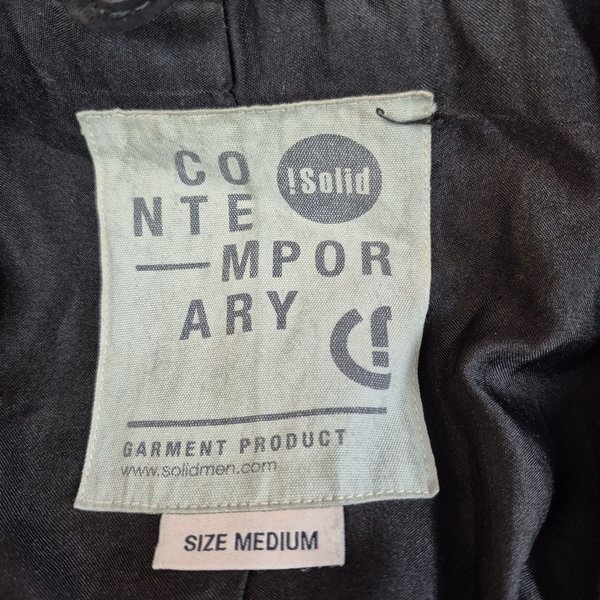 CO
!Solid
NTE
MPOR
ARY
GARMENT PRODUCT
www.solidmen.com
SIZE MEDIUM